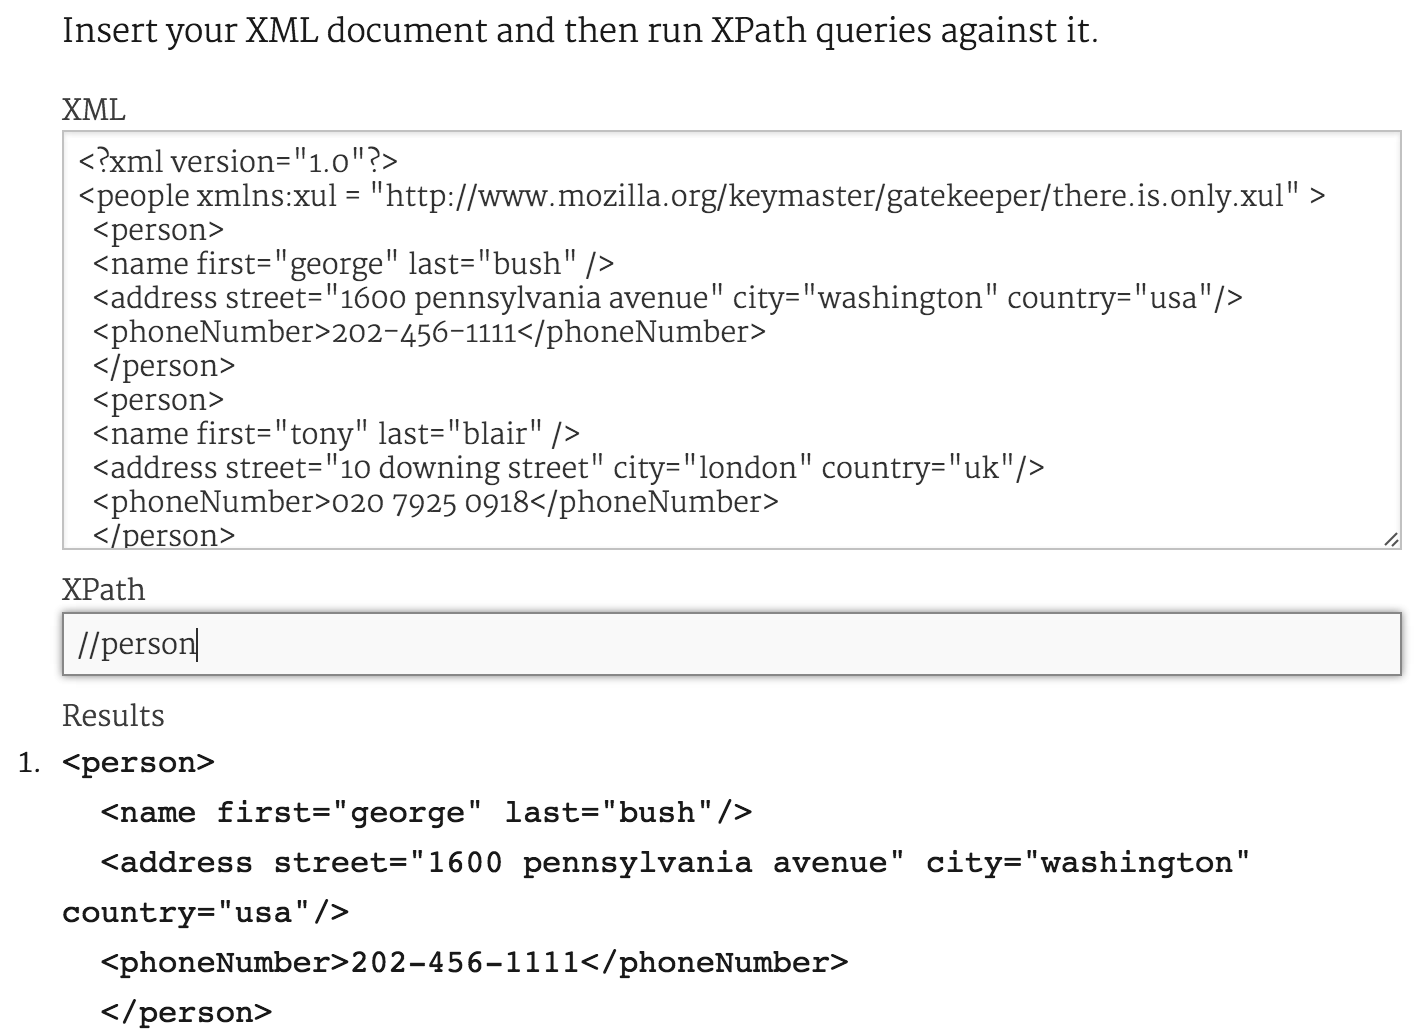 Insert your XML document and then run XPath queries against it.
XML
<?xml version="1.0"?>
<people xmlns:xul = "http://www.mozilla.org/keymaster/gatekeeper/there.is.only.xul" >
<person>
<name first="george" last="bush" />
<address street="1600 pennsylvania avenue" city="washington" country="usa"/>
<phoneNumber>202-456-1111</phoneNumber>
</person>
<person>
<name first="tony" last="blair" />
<address street="10 downing street" city="london" country="uk"/>
<phoneNumber>020 7925 0918</phoneNumber>
</person>
XPath
//person
Results
1. <person>
<name first="george" last="bush"/>
<address street="1600 pennsylvania avenue" city="washington"
country="usa"/>
<phoneNumber>202-456-1111</phoneNumber>
</person>